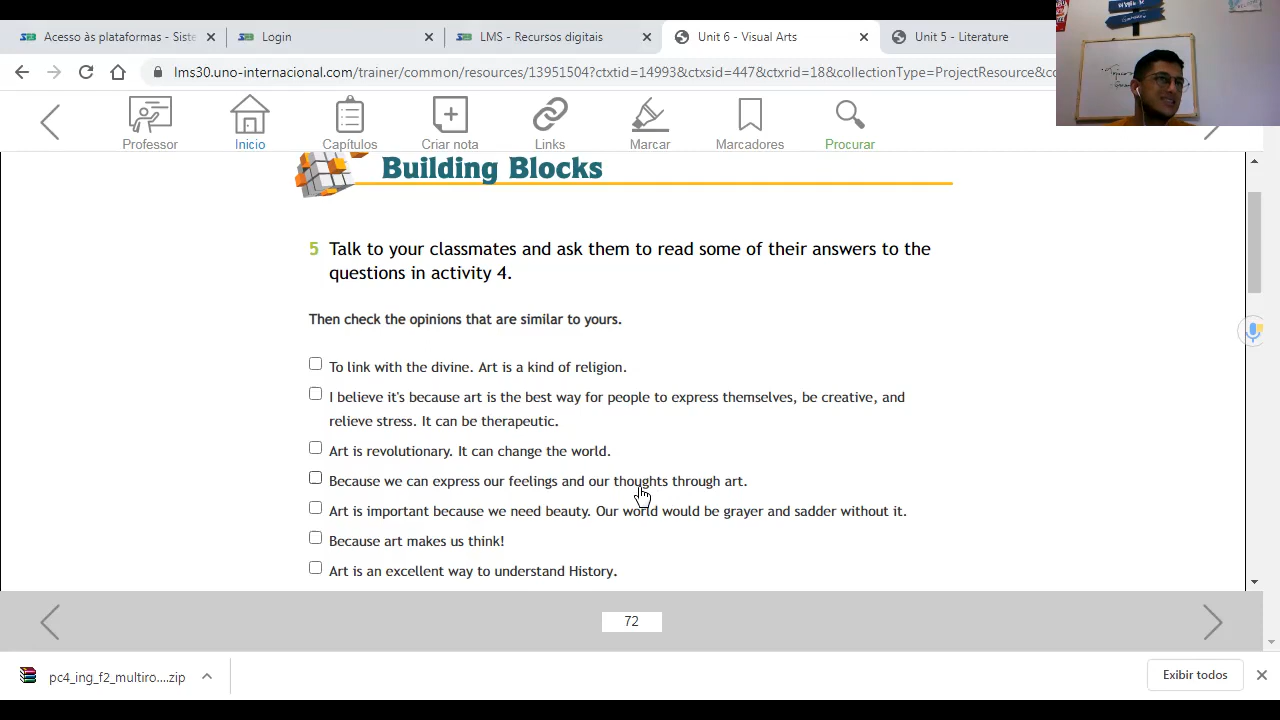 Acesso às plataformas - Siste
Login
LMS - Recursos digitais
Unit 6 - Visual Arts
Unit 5 - Literature
lms30.uno-internacional.com/trainer/common/resources/13951504?ctxtid=14993&ctxsid=447&ctxrid=18&collectionType=ProjectResource&co
Professor
Inicio
Capítulos
Criar nota
Links
Marcar
Marcadores
Procurar
Building Blocks
5 Talk to your classmates and ask them to read some of their answers to the
questions in activity 4.
Then check the opinions that are similar to yours.
To link with the divine. Art is a kind of religion.
I believe it's because art is the best way for people to express themselves, be creative, and
relieve stress. It can be therapeutic.
Art is revolutionary. It can change the world.
Because we can express our feelings and our thoughts through art.
Art is important because we need beauty. Our world would be grayer and sadder without it.
Because art makes us think!
Art is an excellent way to understand History.
72
pc4_ing_f2_multiro....zip
Exibir todos